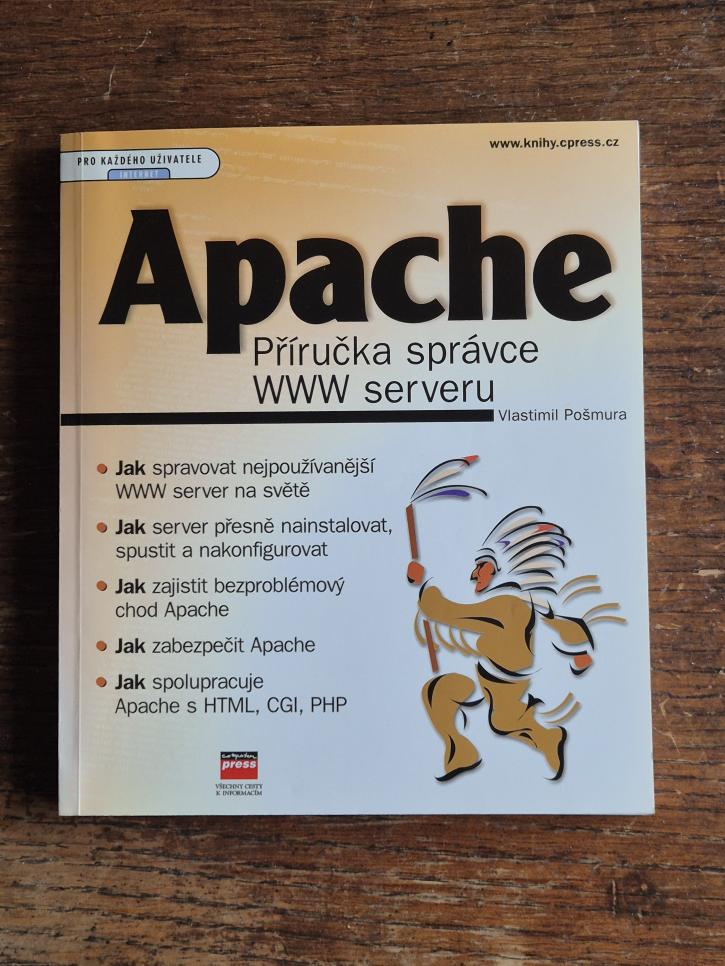 www.knihy.cpress.cz
PRO KAŽDÉHO UŽIVATELE
INTERNET
Apache
Příručka správce
WWW serveru
Vlastimil Pošmura
• Jak spravovat nejpoužívanější
WWW server na světě
• Jak server přesně nainstalovat,
spustit a nakonfigurovat
• Jak zajistit bezproblémový
chod Apache
• Jak zabezpečit Apache
• Jak spolupracuje
Apache s HTML, CGI, PHP
computer
press
VŠECHNY CESTY
K INFORMACÍM